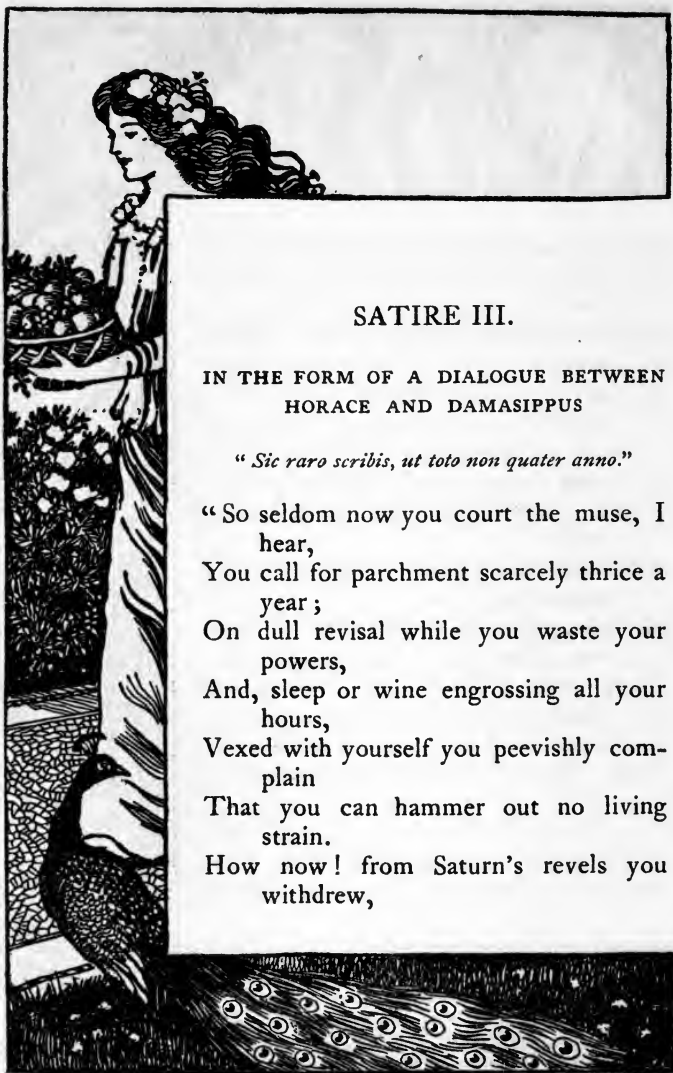 SATIRE III.
IN THE FORM OF A DIALOGUE BETWEEN
HORACE AND DAMASIPPUS
“ Sic raro scribis, ut toto non quater anno.”
“ So seldom now you court the muse, I
hear,
You call for parchment scarcely thrice a
year ;
On dull revisal while you waste your
powers,
And, sleep or wine engrossing all your
hours,
Vexed with yourself you peevishly com-
plain
That you can hammer out no living
strain.
How now ! from Saturn’s revels you
withdrew,